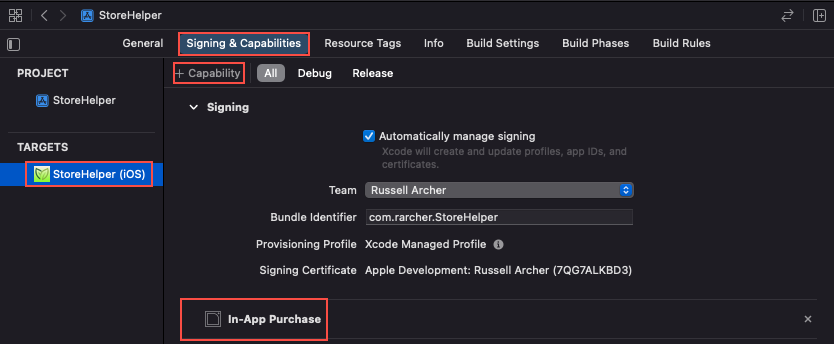 StoreHelper
General Signing & Capabilities Resource Tags Info Build Settings Build Phases Build Rules
PROJECT
StoreHelper
TARGETS
StoreHelper (iOS)
+ Capability All Debug Release
Signing
Automatically manage signing
Xcode will create and update profiles, app IDs, and
certificates.
Team Russell Archer
Bundle Identifier com.rarcher.StoreHelper
Provisioning Profile Xcode Managed Profile
Signing Certificate Apple Development: Russell Archer (7QG7ALKBD3)
In-App Purchase